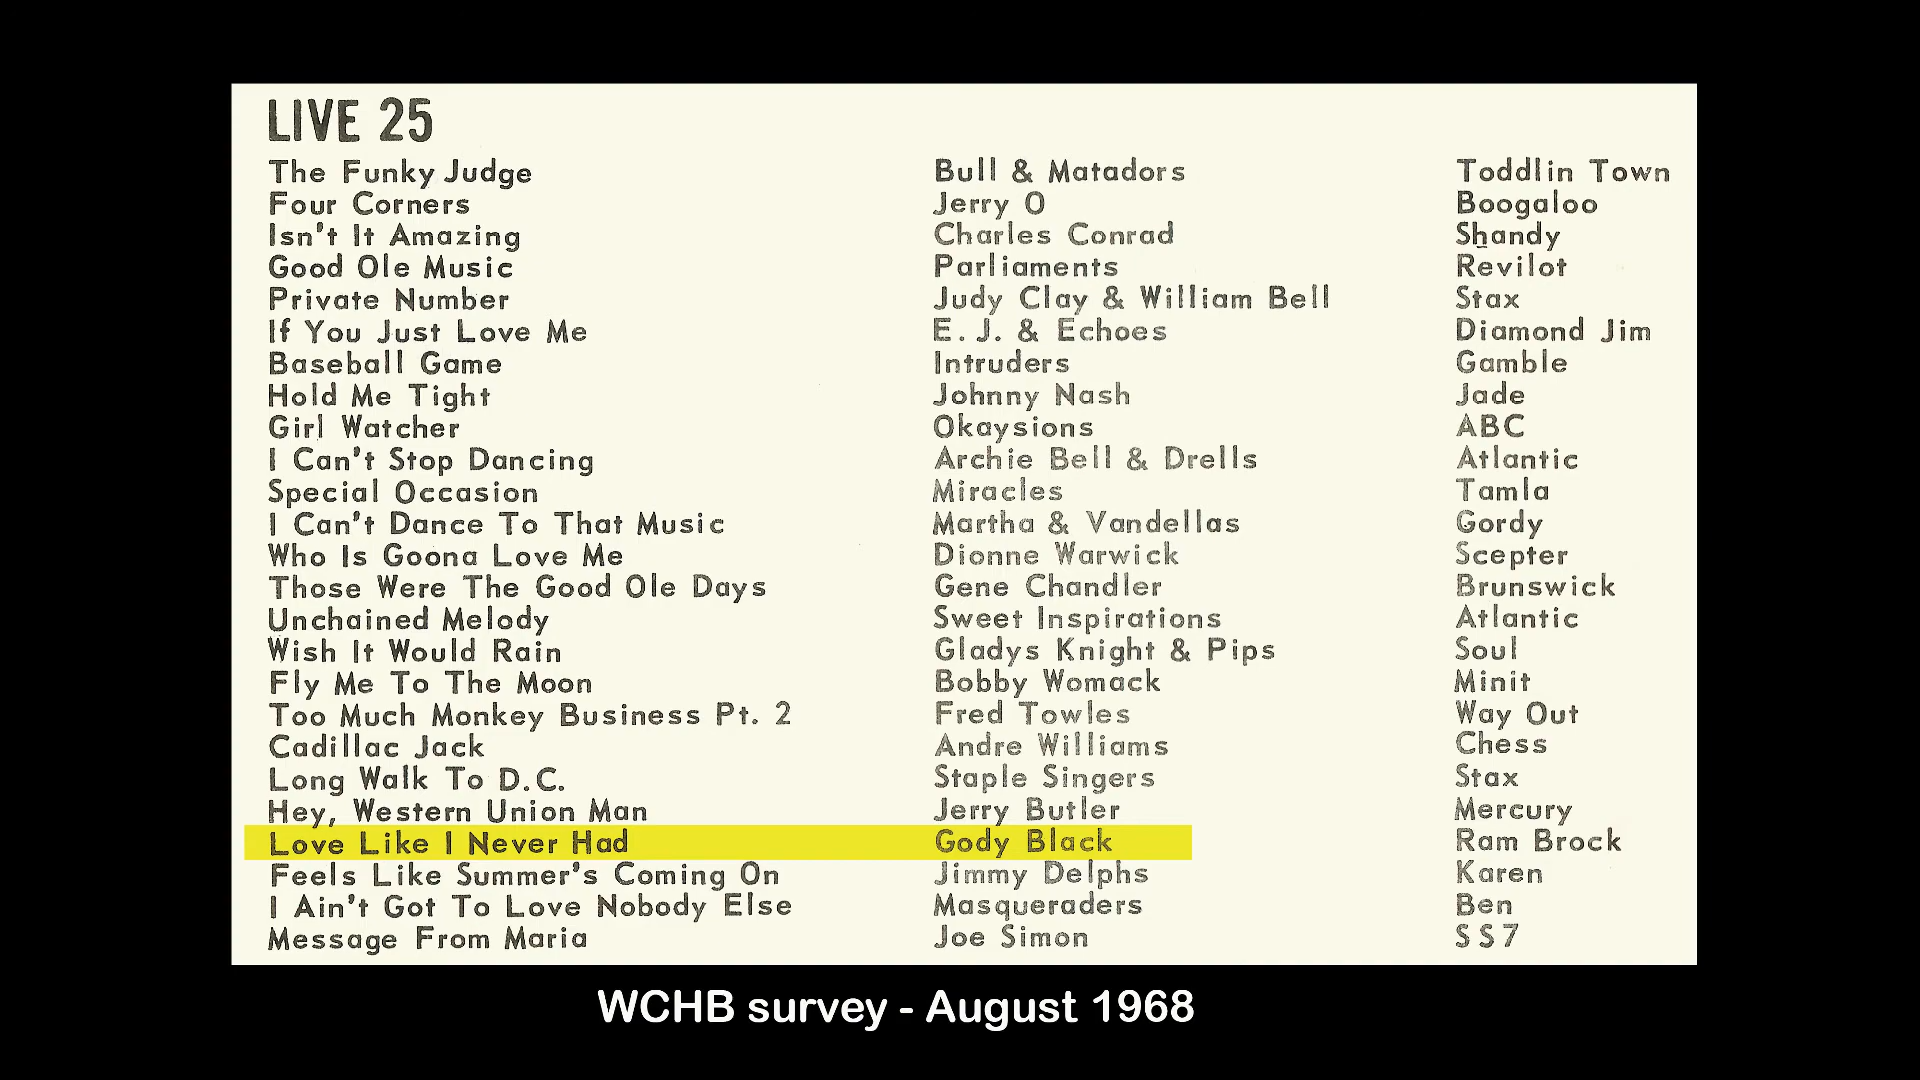 LIVE 25
The Funky Judge Bull & Matadors Toddlin Town
Four Corners Jerry O Boogaloo
Isn't It Amazing Charles Conrad Shandy
Good Ole Music Parliaments Revilot
Private Number Judy Clay & William Bell Stax
If You Just Love Me E. J. & Echoes Diamond Jim
Baseball Game Intruders Gamble
Hold Me Tight Johnny Nash Jade
Girl Watcher Okaysions ABC
I Can't Stop Dancing Archie Bell & Drells Atlantic
Special Occasion Miracles Tamla
I Can't Dance To That Music Martha & Vandellas Gordy
Who Is Goona Love Me Dionne Warwick Scepter
Those Were The Good Ole Days Gene Chandler Brunswick
Unchained Melody Sweet Inspirations Atlantic
Wish It Would Rain Gladys Knight & Pips Soul
Fly Me To The Moon Bobby Womack Minit
Too Much Monkey Business Pt. 2 Fred Towles Way Out
Cadillac Jack Andre Williams Chess
Long Walk To D.C. Staple Singers Stax
Hey, Western Union Man Jerry Butler Mercury
Love Like I Never Had Gody Black Ram Brock
Feels Like Summer's Coming On Jimmy Delphs Karen
I Ain't Got To Love Nobody Else Masqueraders Ben
Message From Maria Joe Simon SS7
WCHB survey - August 1968